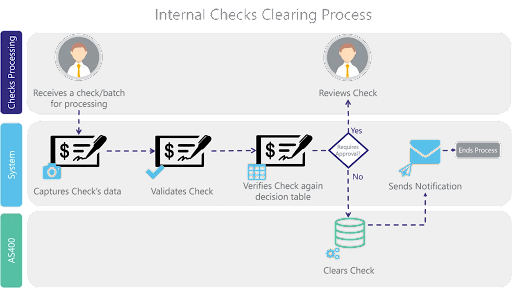 Internal Checks Clearing Process
Checks Processing
Receives a check/batch
for processing
Reviews Check
System
$
$
$
Yes
Requires
Approval?
No
Captures Check's data
Validates Check
Verifies Check again
decision table
Sends Notification
Ends Process
AS400
Clears Check